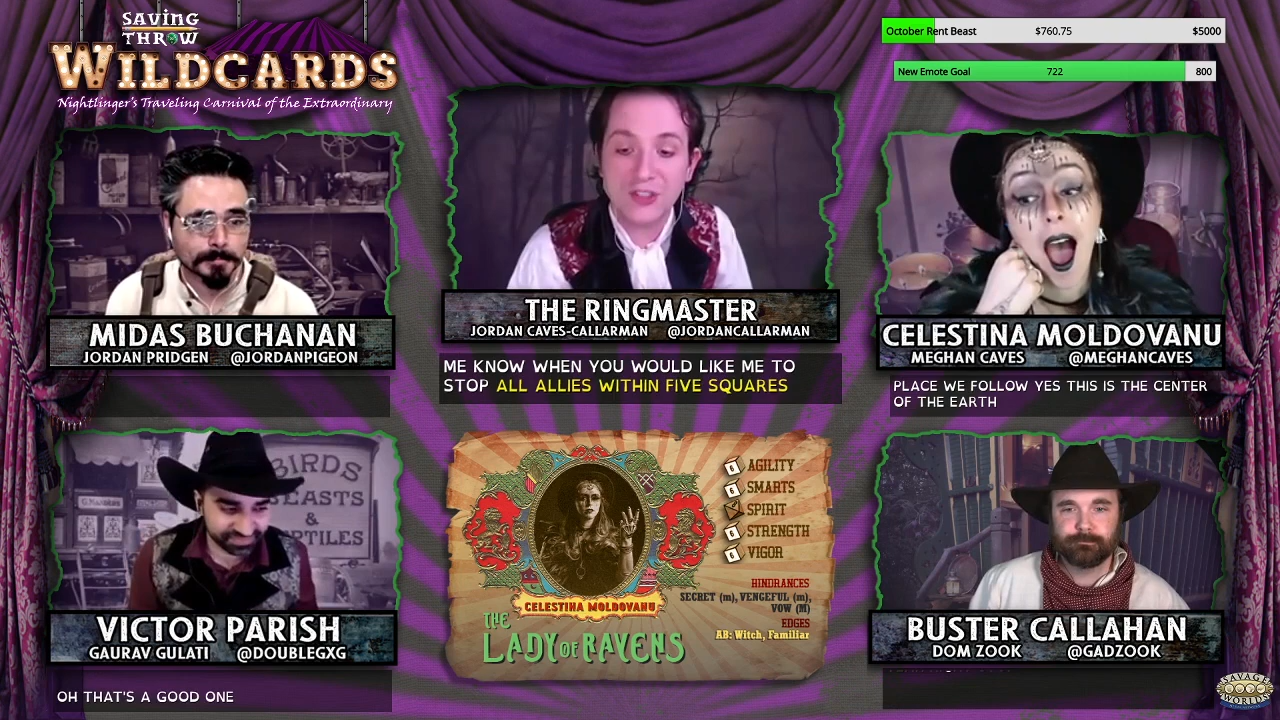 SAVING
THROW
WILDCARDS
Nightlinger's Traveling Carnival of the Extraordinary
October Rent Beast $760.75 $5000
New Emote Goal 722 800
MIDAS BUCHANAN
JORDAN PRIDGEN @JORDANPIGEON
THE RINGMASTER
JORDAN CAVES-CALLARMAN @JORDANCALLARMAN
ME KNOW WHEN YOU WOULD LIKE ME TO
STOP ALL ALLIES WITHIN FIVE SQUARES
CELESTINA MOLDOVANU
MEGHAN CAVES @MEGHANCAVES
PLACE WE FOLLOW YES THIS IS THE CENTER
OF THE EARTH
BIRDS
BEASTS
&
REPTILES
VICTOR PARISH
GAURAV GULATI @DOUBLEGXG
OH THAT'S A GOOD ONE
6 AGILITY
6 SMARTS
SPIRIT
6 STRENGTH
6 VIGOR
HINDRANCES
SECRET (m), VENGEFUL (m),
VOW (M)
EDGES
AB: Witch, Familiar
CELESTINA MOLDOVANU
THE
LADY OF RAVENS
BUSTER CALLAHAN
DOM ZOOK @GADZOOK
SAVAGE
WORLDS